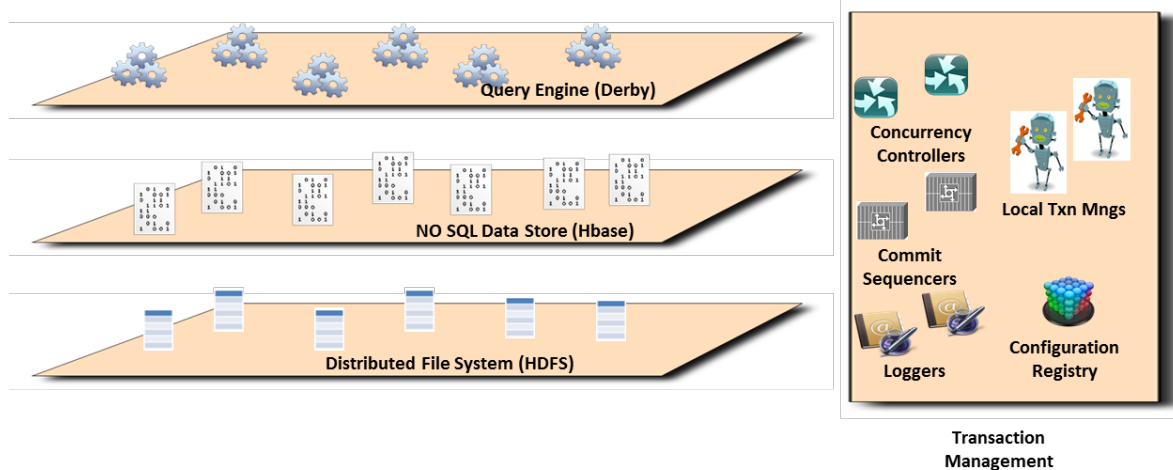 Query Engine (Derby)
NO SQL Data Store (Hbase)
Distributed File System (HDFS)
Concurrency
Controllers
Local Txn Mngs
Commit
Sequencers
Loggers
Configuration
Registry
Transaction
Management